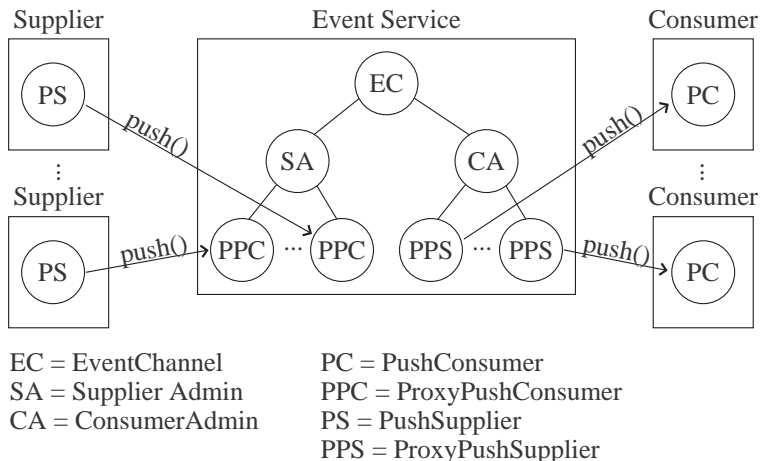 Supplier
Event Service
Consumer
EC
PS
PC
push()
push()
SA
CA
...
...
Supplier
Consumer
PPC ... PPC
PPS ... PPS
PS
push()
push()
PC
EC = EventChannel
SA = Supplier Admin
CA = ConsumerAdmin
PC = PushConsumer
PPC = ProxyPushConsumer
PS = PushSupplier
PPS = ProxyPushSupplier